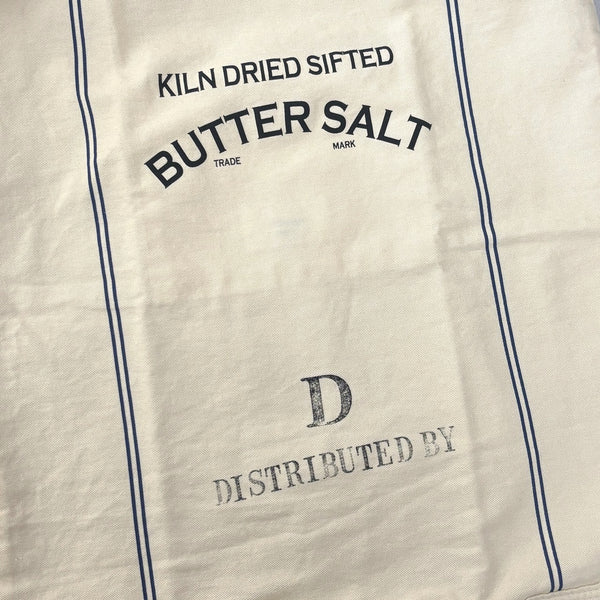 KILN DRIED SIFTED
BUTTER SALT
TRADE MARK
D
DISTRIBUTED BY